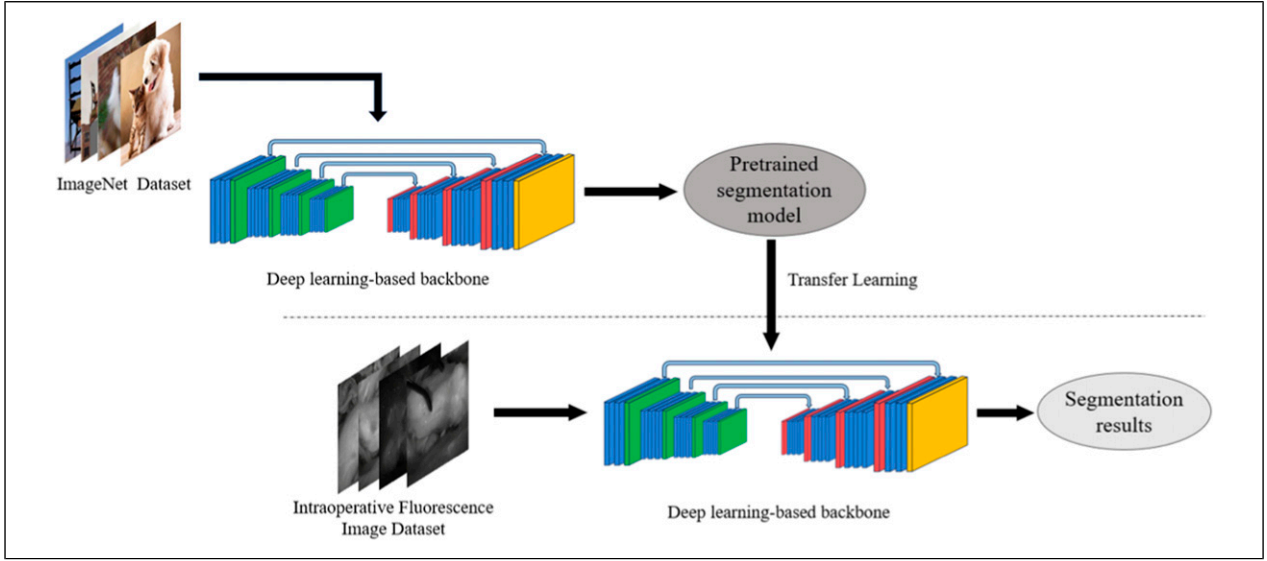 ImageNet Dataset
Pretrained
segmentation
model
Deep learning-based backbone
Transfer Learning
Intraoperative Fluorescence
Image Dataset
Segmentation
results
Deep learning-based backbone